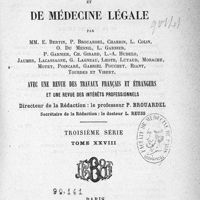 ET
DE MÉDECINE LÉGALE
PAR
MM. E. BERTIN, P. BROUARDEL, CHARRIN, L. COLIN,
O. DU MESNIL, L. GARNIER,
P. GARNIER, CH. GIRARD, L.-A. HUDELO,
JAUMES, LACASSAGNE, G. LAGNEAU, LHOTE, LUTAUD, MORACHE,
MOTET, POINCARÉ, GABRIEL POUCHET, RIANT,
TOURDES ET VIBERT,
AVEC UNE REVUE DES TRAVAUX FRANÇAIS ET ÉTRANGERS
ET UNE REVUE DES INTÉRÊTS PROFESSIONNELS
Directeur de la Rédaction : le professeur P. BROUARDEL
Secrétaire de la Rédaction : le docteur L. REUSS
TROISIÈME SÉRIE
TOME XXVIII
90,161
PARIS